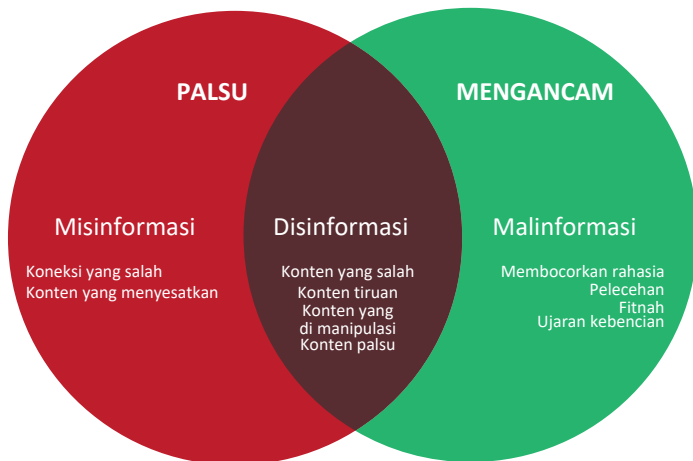 PALSU
MENGANCAM
Misinformasi
Disinformasi
Malinformasi
Koneksi yang salah
Konten yang menyesatkan
Konten yang salah
Konten tiruan
Konten yang
di manipulasi
Konten palsu
Membocorkan rahasia
Pelecehan
Fitnah
Ujaran kebencian